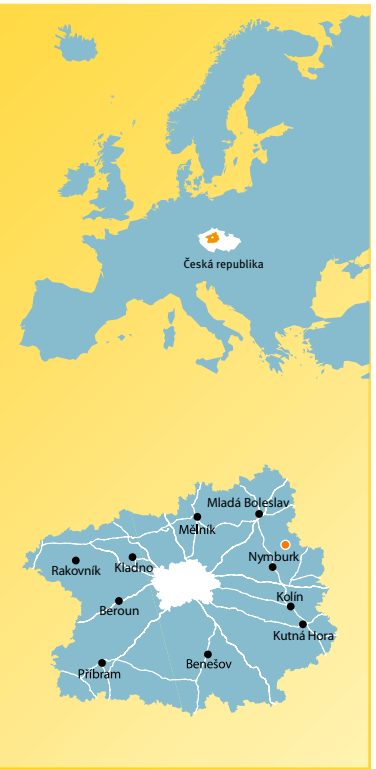 Česká republika
Mladá Boleslav
Mělník
Nymburk
Kladno
Rakovník
Kolín
Beroun
Kutná Hora
Benešov
Příbram